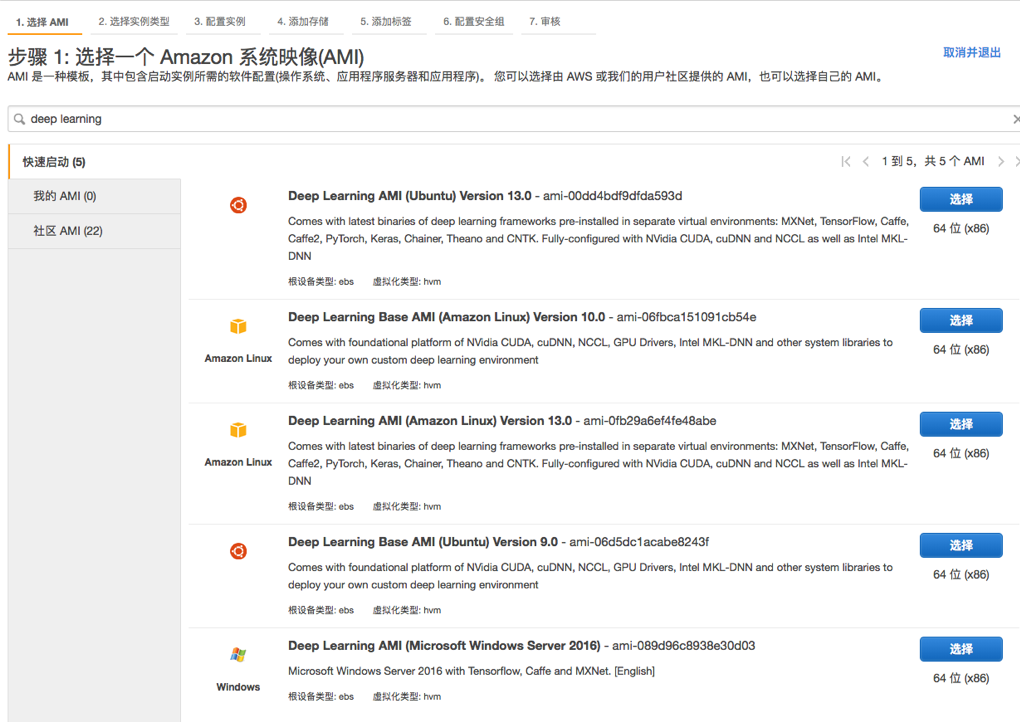 1. 选择 AMI 2. 选择实例类型 3. 配置实例 4. 添加存储 5. 添加标签 6. 配置安全组 7. 审核
步骤 1: 选择一个 Amazon 系统映像(AMI)
取消并退出
AMI 是一种模板，其中包含启动实例所需的软件配置(操作系统、应用程序服务器和应用程序)。 您可以选择由 AWS 或我们的用户社区提供的 AMI，也可以选择自己的 AMI。
deep learning
快速启动 (5)
我的 AMI (0)
社区 AMI (22)
1 到 5，共 5 个 AMI
Deep Learning AMI (Ubuntu) Version 13.0 - ami-00dd4bdf9dfda593d
Comes with latest binaries of deep learning frameworks pre-installed in separate virtual environments: MXNet, TensorFlow, Caffe,
Caffe2, PyTorch, Keras, Chainer, Theano and CNTK. Fully-configured with NVidia CUDA, cuDNN and NCCL as well as Intel MKL-
DNN
根设备类型: ebs 虚拟化类型: hvm
选择
64 位 (x86)
Amazon Linux
Deep Learning Base AMI (Amazon Linux) Version 10.0 - ami-06fbca151091cb54e
Comes with foundational platform of NVidia CUDA, cuDNN, NCCL, GPU Drivers, Intel MKL-DNN and other system libraries to
deploy your own custom deep learning environment
根设备类型: ebs 虚拟化类型: hvm
选择
64 位 (x86)
Amazon Linux
Deep Learning AMI (Amazon Linux) Version 13.0 - ami-0fb29a6ef4fe48abe
Comes with latest binaries of deep learning frameworks pre-installed in separate virtual environments: MXNet, TensorFlow, Caffe,
Caffe2, PyTorch, Keras, Chainer, Theano and CNTK. Fully-configured with NVidia CUDA, cuDNN and NCCL as well as Intel MKL-
DNN
根设备类型: ebs 虚拟化类型: hvm
选择
64 位 (x86)
Deep Learning Base AMI (Ubuntu) Version 9.0 - ami-06d5dc1acabe8243f
Comes with foundational platform of NVidia CUDA, cuDNN, NCCL, GPU Drivers, Intel MKL-DNN and other system libraries to
deploy your own custom deep learning environment
根设备类型: ebs 虚拟化类型: hvm
选择
64 位 (x86)
Windows
Deep Learning AMI (Microsoft Windows Server 2016) - ami-089d96c8938e30d03
Microsoft Windows Server 2016 with Tensorflow, Caffe and MXNet. [English]
根设备类型: ebs 虚拟化类型: hvm
选择
64 位 (x86)